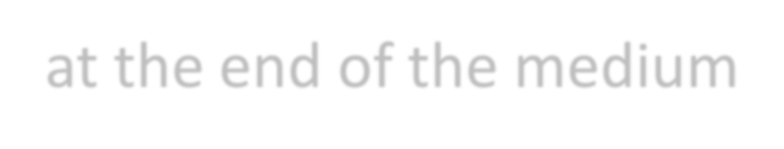 at the end of the medium